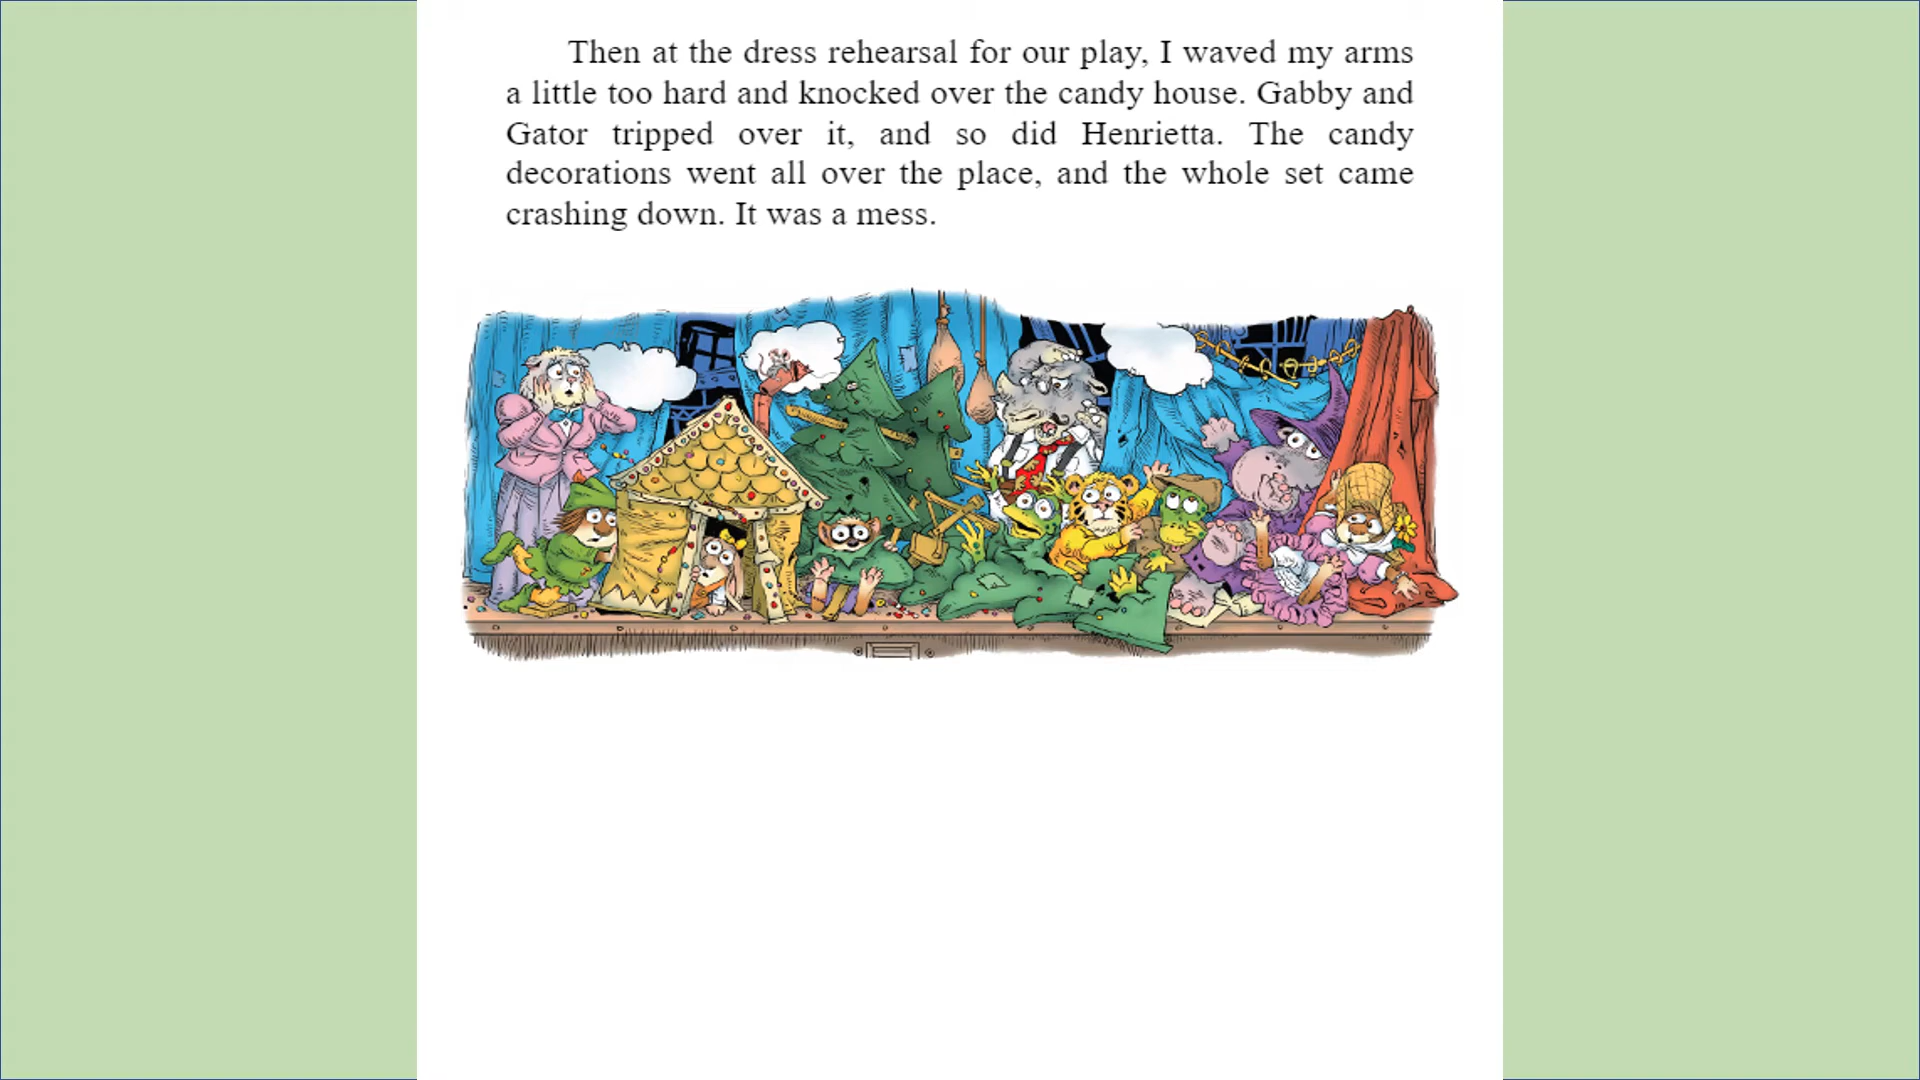 Then at the dress rehearsal for our play, I waved my arms
a little too hard and knocked over the candy house. Gabby and
Gator tripped over it, and so did Henrietta. The candy
decorations went all over the place, and the whole set came
crashing down. It was a mess.